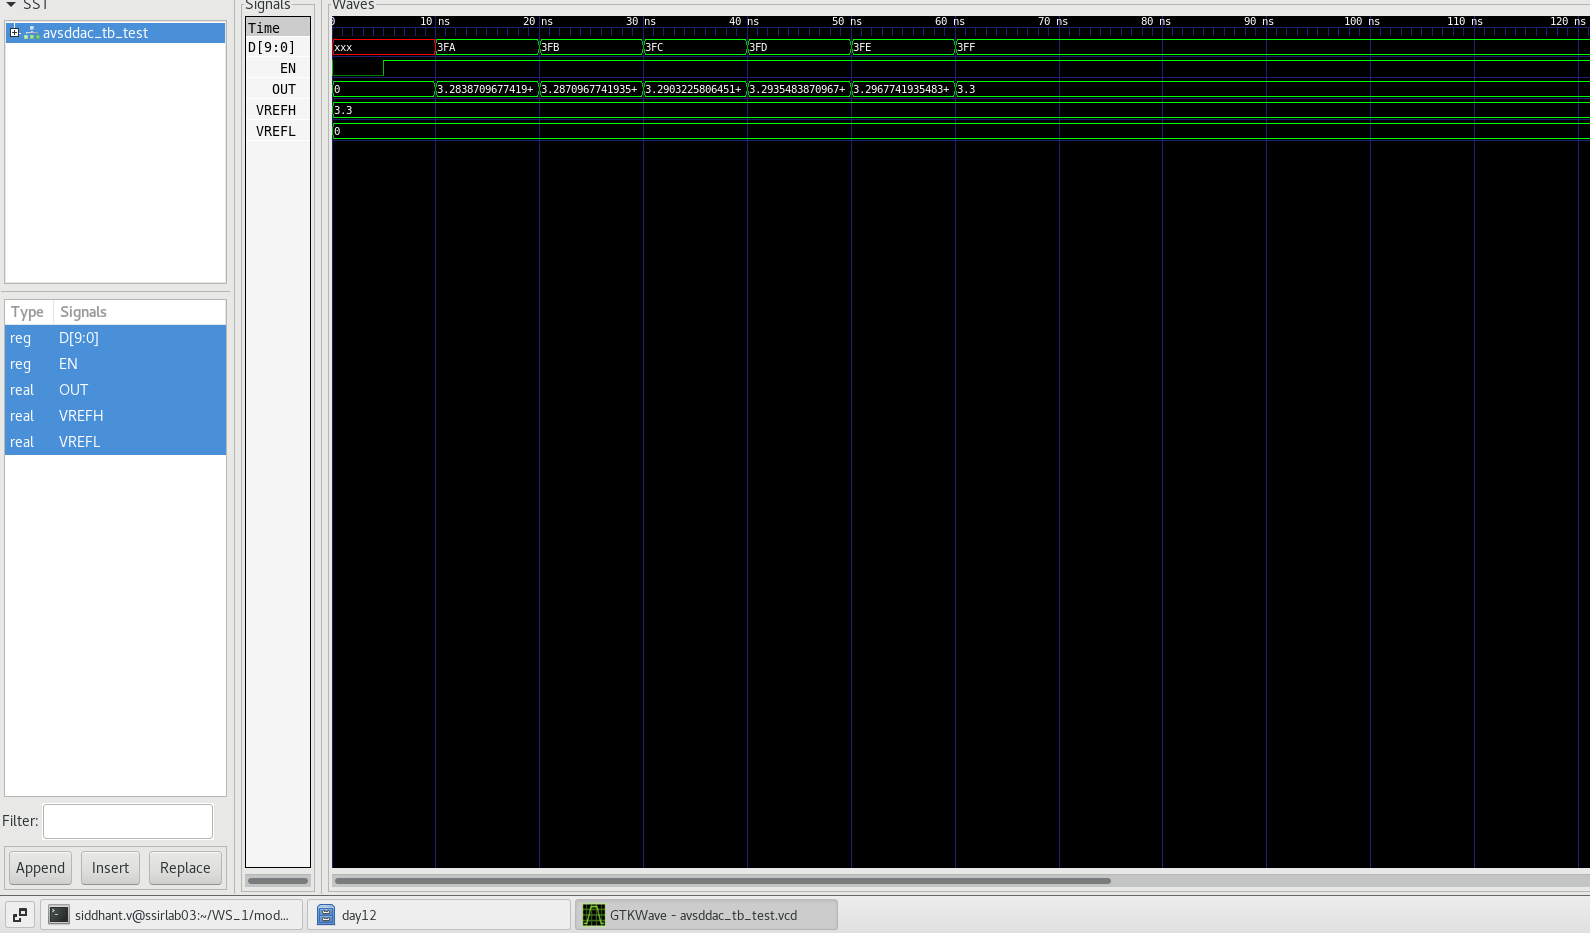 SST
Signals
Waves
avsddac_tb_test
Time
0 10 ns 20 ns 30 ns 40 ns 50 ns 60 ns 70 ns 80 ns 90 ns 100 ns 110 ns 120 ns
D[9:0] xxx 3FA 3FB 3FC 3FD 3FE 3FF
EN
OUT 0 3.2838709677419+ 3.2870967741935+ 3.2903225806451+ 3.2935483870967+ 3.2967741935483+ 3.3
VREFH 3.3
VREFL 0
Type Signals
reg D[9:0]
reg EN
real OUT
real VREFH
real VREFL
Filter:
Append Insert Replace
siddhant.v@ssirlab03:~/WS_1/mod... day12 GTKWave - avsddac_tb_test.vcd